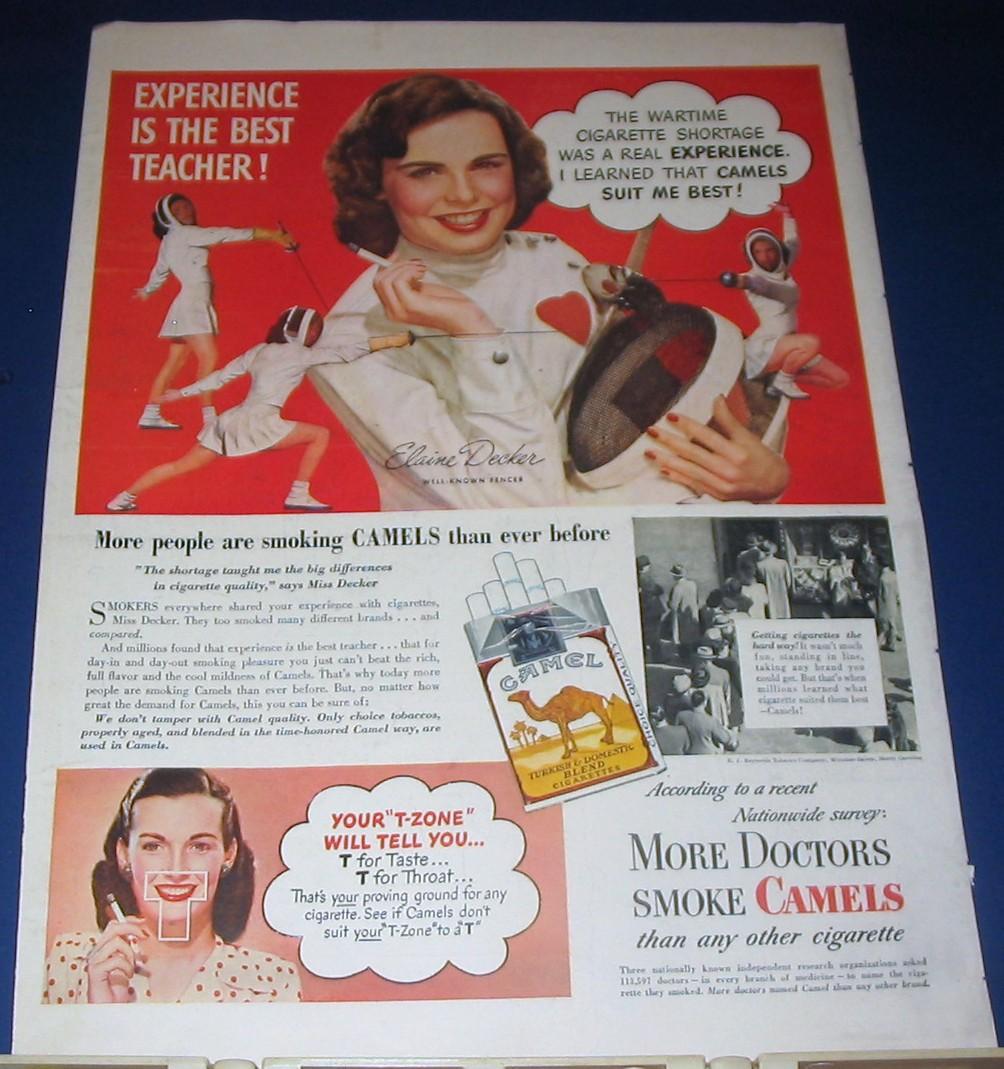 EXPERIENCE
IS THE BEST
TEACHER!
THE WARTIME
CIGARETTE SHORTAGE
WAS A REAL EXPERIENCE.
I LEARNED THAT CAMELS
SUIT ME BEST!
Elaine Decker
WELL-KNOWN FENCER
More people are smoking CAMELS than ever before
"The shortage taught me the big differences
in cigarette quality," says Miss Decker
SMOKERS everywhere shared your experience with cigarettes,
Miss Decker. They too smoked many different brands . . . and
compared.
And millions found that experience is the best teacher . . . that for
day-in and day-out smoking pleasure you just can't beat the rich,
full flavor and the cool mildness of Camels. That's why today more
people are smoking Camels than ever before. But, no matter how
great the demand for Camels, this you can be sure of:
We don't tamper with Camel quality. Only choice tobaccos,
properly aged, and blended in the time-honored Camel way, are
used in Camels.
CAMEL
TURKISH & DOMESTIC
BLEND
CIGARETTES
CHOICE QUALITY
Getting cigarettes the
hard way! It wasn't much
fun, standing in line,
taking any brand you
could get. But that's when
millions learned what
cigarette suited them best
—Camels!
R. J. Reynolds Tobacco Company, Winston-Salem, North Carolina
YOUR "T-ZONE"
WILL TELL YOU...
T for Taste...
T for Throat...
That's your proving ground for any
cigarette. See if Camels don't
suit your "T-Zone" to a "T"
According to a recent
Nationwide survey:
MORE DOCTORS
SMOKE CAMELS
than any other cigarette
Three nationally known independent research organizations asked
113,597 doctors — in every branch of medicine — to name the ciga-
rette they smoked. More doctors named Camel than any other brand.